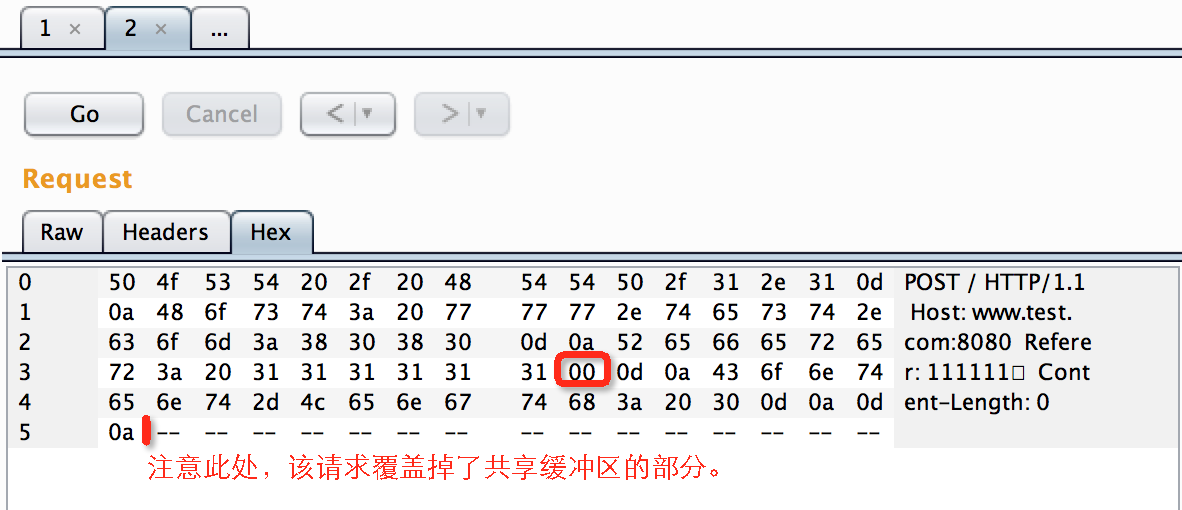 1 × 2 × ...
Go Cancel < >
Request
Raw Headers Hex
0 50 4f 53 54 20 2f 20 48 54 54 50 2f 31 2e 31 0d POST / HTTP/1.1
1 0a 48 6f 73 74 3a 20 77 77 77 2e 74 65 73 74 2e Host: www.test.
2 63 6f 6d 3a 38 30 38 30 0d 0a 52 65 66 65 72 65 com:8080 Refere
3 72 3a 20 31 31 31 31 31 31 00 0d 0a 43 6f 6e 74 r: 111111□ Cont
4 65 6e 74 2d 4c 65 6e 67 74 68 3a 20 30 0d 0a 0d ent-Length: 0
5 0a -- -- -- -- -- -- -- -- -- -- -- -- -- -- --
注意此处，该请求覆盖掉了共享缓冲区的部分。